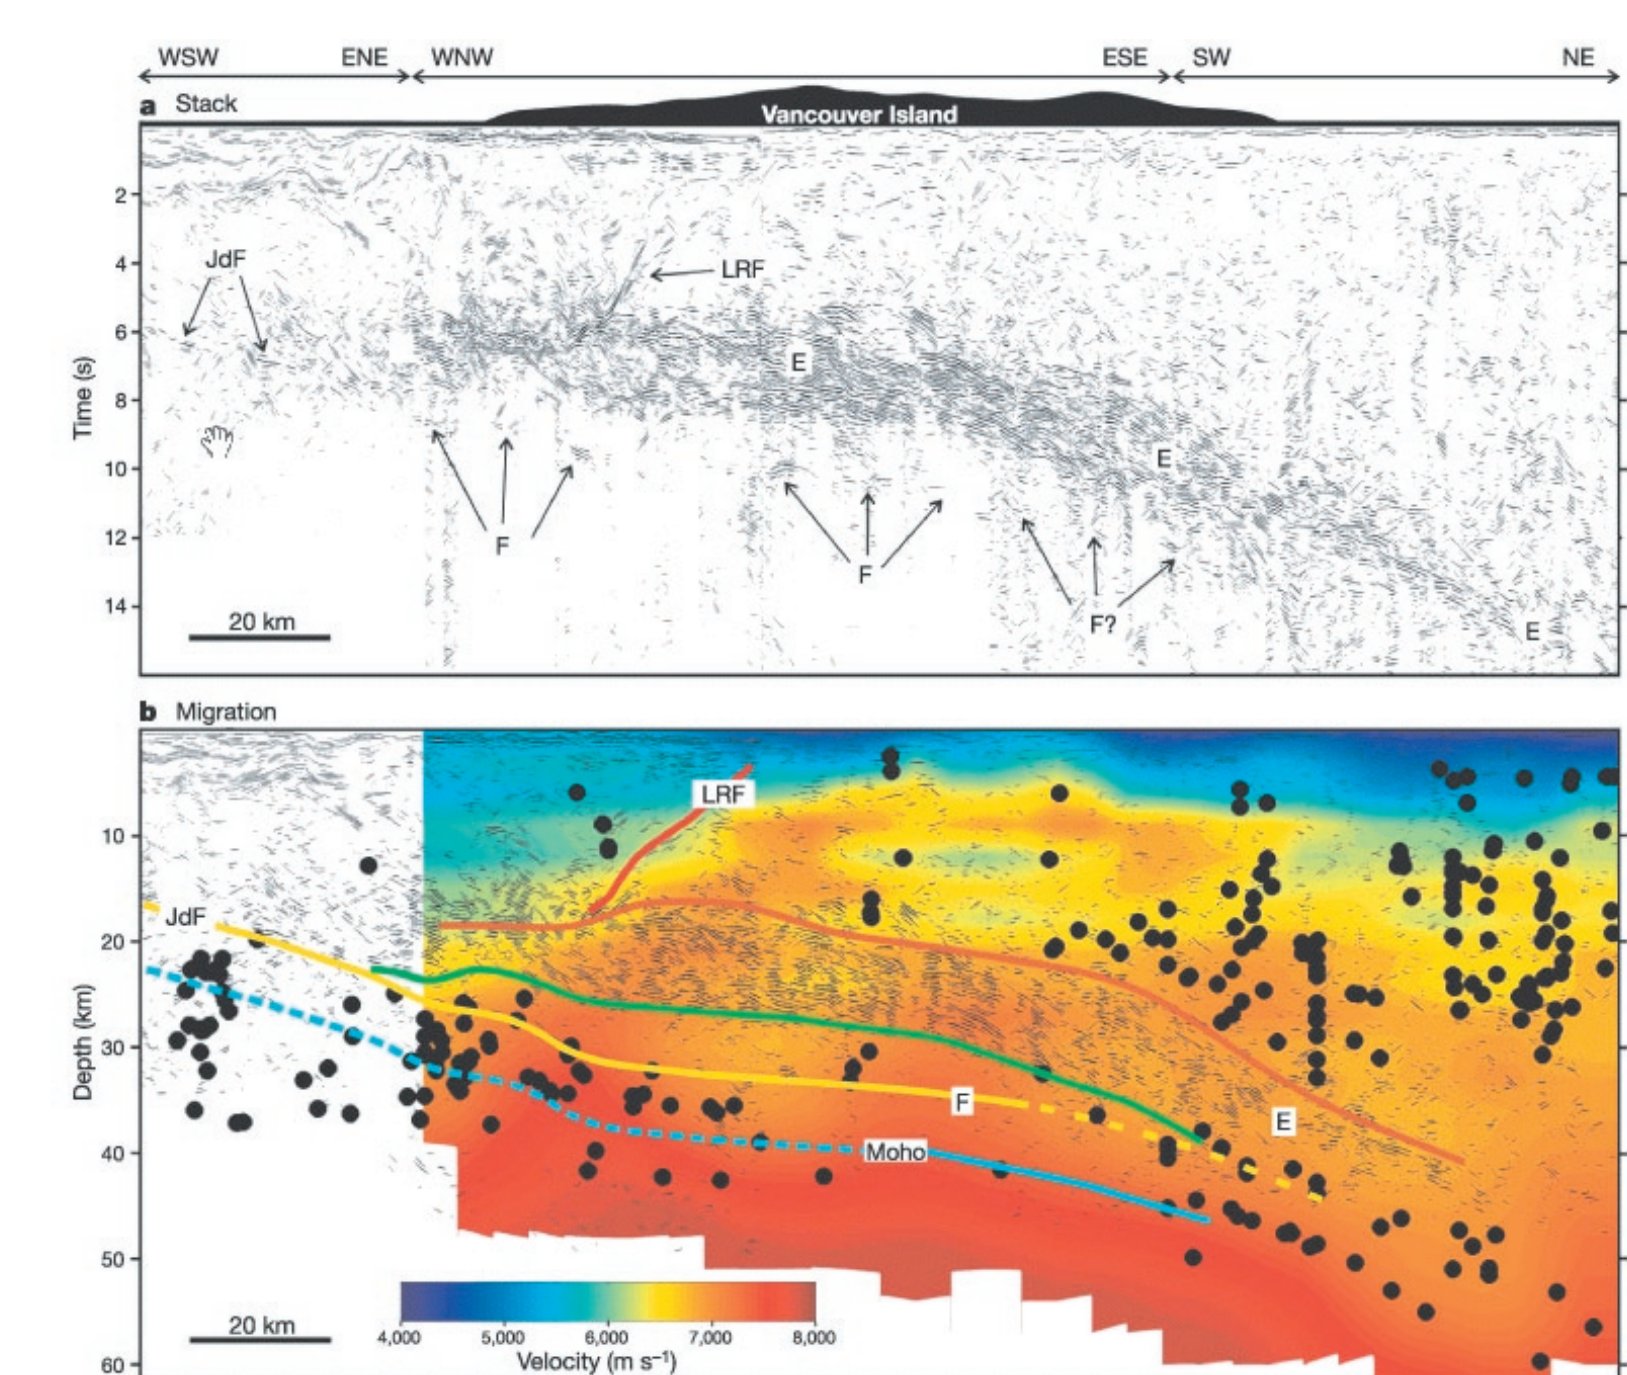 WSW ENE WNW ESE SW NE
a Stack
Vancouver Island
2
JdF
4
LRF
6
E
Time (s)
8
E
10
F
12
F
14
F?
E
20 km
b Migration
LRF
10
JdF
20
Depth (km)
30
F
E
40
Moho
50
20 km
4,000 5,000 6,000 7,000 8,000
Velocity (m s⁻¹)
60